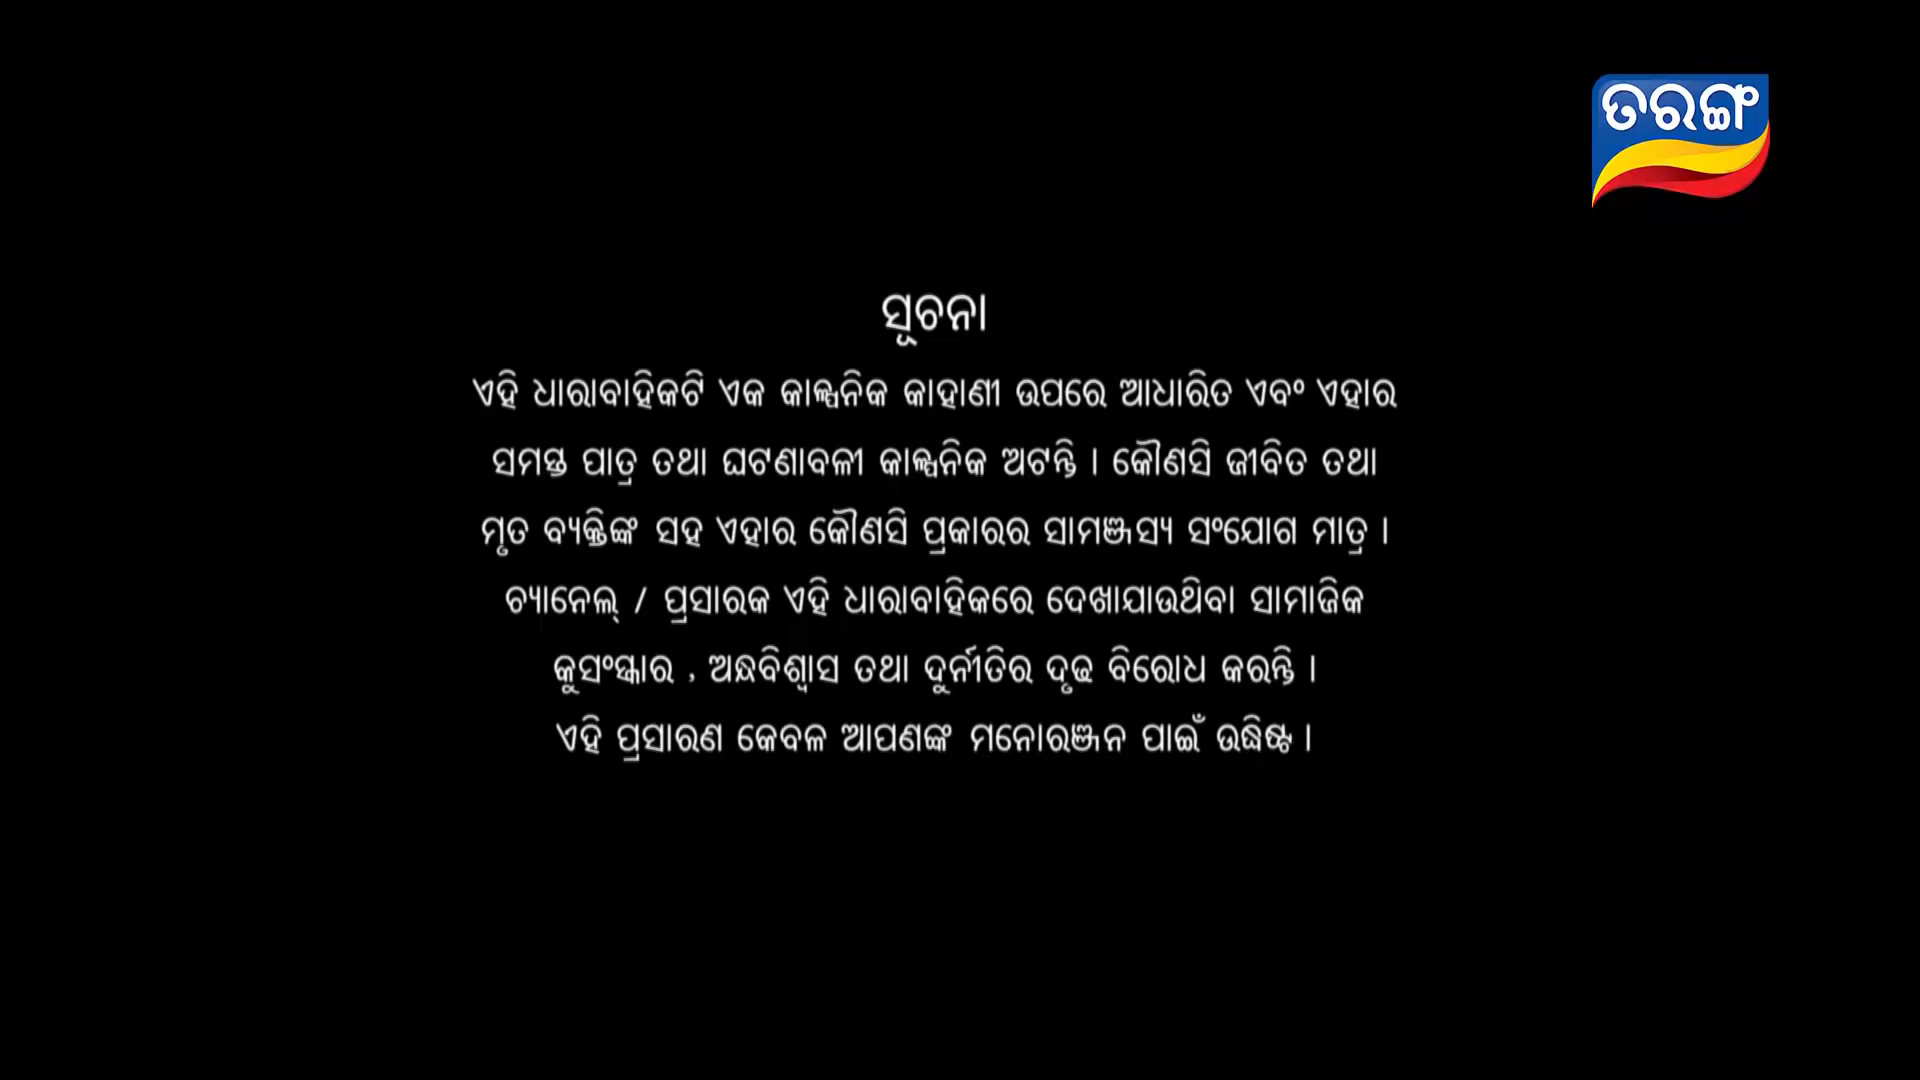 ତରଙ୍ଗ
ସୂଚନା
ଏହି ଧାରାବାହିକଟି ଏକ କାଳ୍ପନିକ କାହାଣୀ ଉପରେ ଆଧାରିତ ଏବଂ ଏହାର
ସମସ୍ତ ପାତ୍ର ତଥା ଘଟଣାବଳୀ କାଳ୍ପନିକ ଅଟନ୍ତି । କୌଣସି ଜୀବିତ ତଥା
ମୃତ ବ୍ୟକ୍ତିଙ୍କ ସହ ଏହାର କୌଣସି ପ୍ରକାରର ସାମଞ୍ଜସ୍ୟ ସଂଯୋଗ ମାତ୍ର ।
ଚ୍ୟାନେଲ୍ / ପ୍ରସାରକ ଏହି ଧାରାବାହିକରେ ଦେଖାଯାଉଥିବା ସାମାଜିକ
କୁସଂସ୍କାର , ଅନ୍ଧବିଶ୍ୱାସ ତଥା ଦୁର୍ନୀତିର ଦୃଢ ବିରୋଧ କରନ୍ତି ।
ଏହି ପ୍ରସାରଣ କେବଳ ଆପଣଙ୍କ ମନୋରଞ୍ଜନ ପାଇଁ ଉଦ୍ଧିଷ୍ଟ ।